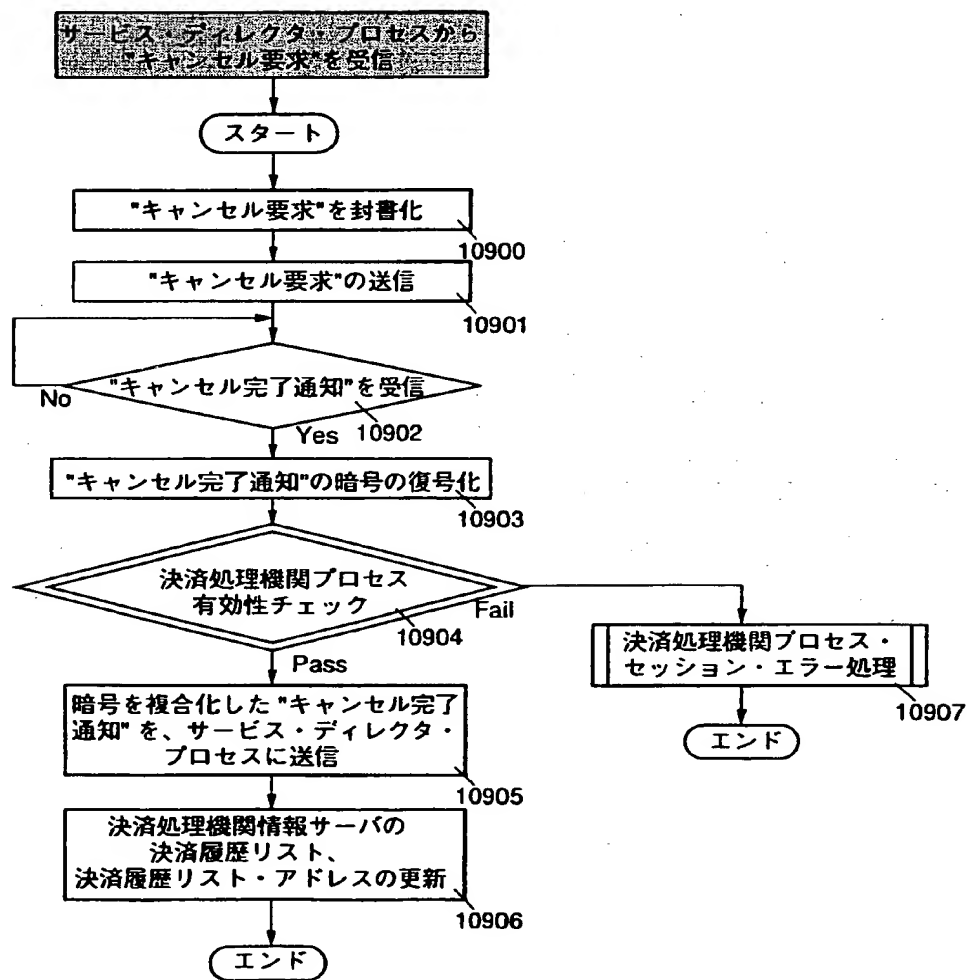 サービス・ディレクタ・プロセスから
"キャンセル要求"を受信
スタート
"キャンセル要求"を封書化
10900
"キャンセル要求"の送信
10901
"キャンセル完了通知"を受信
No
10902
Yes
"キャンセル完了通知"の暗号の復号化
10903
決済処理機関プロセス
有効性チェック
10904
Fail
Pass
決済処理機関プロセス・
セッション・エラー処理
10907
エンド
暗号を複合化した"キャンセル完了
通知"を、サービス・ディレクタ・
プロセスに送信
10905
決済処理機関情報サーバの
決済履歴リスト、
決済履歴リスト・アドレスの更新
10906
エンド